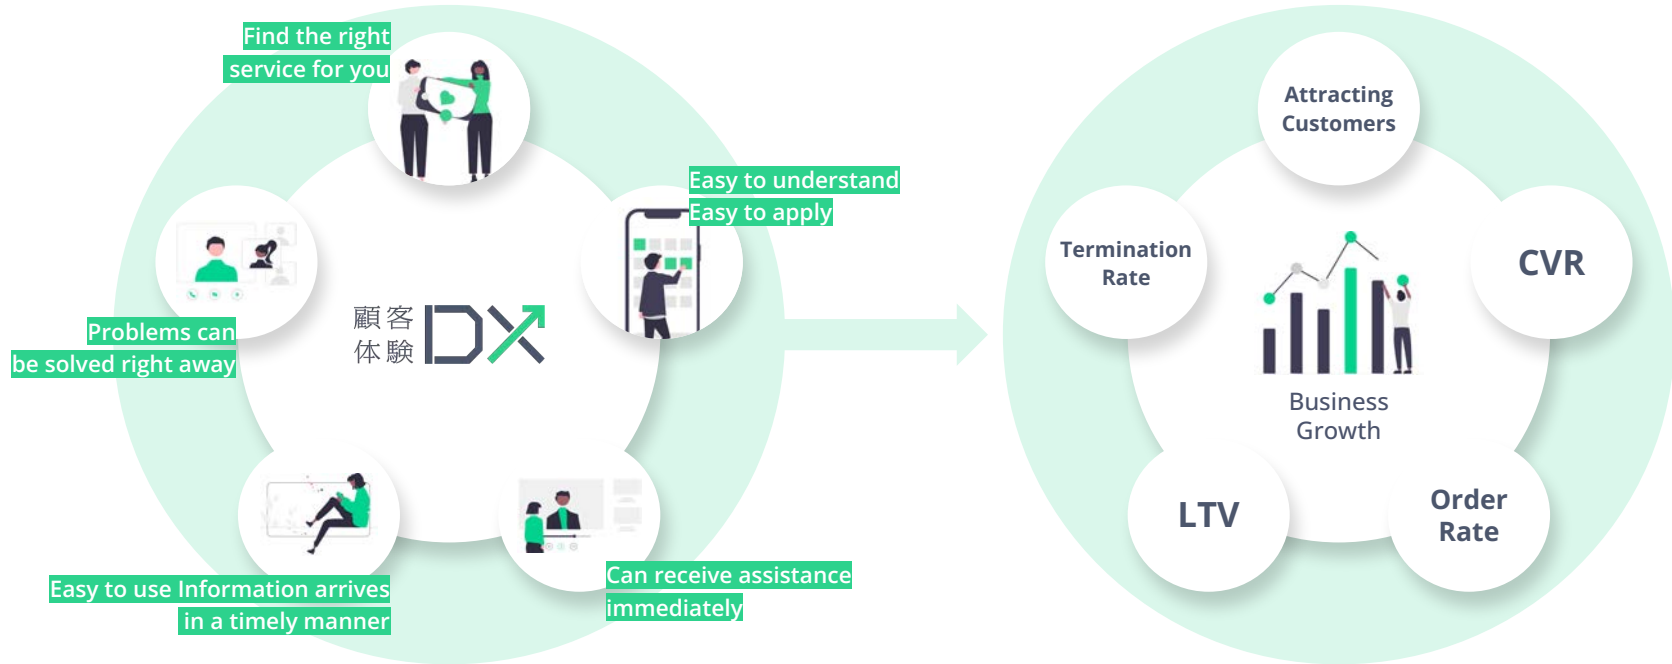 Find the right
service for you
Easy to understand
Easy to apply
Problems can
be solved right away
顧客
体験
DX
Easy to use Information arrives
in a timely manner
Can receive assistance
immediately
Attracting
Customers
Termination
Rate
CVR
Business
Growth
LTV
Order
Rate